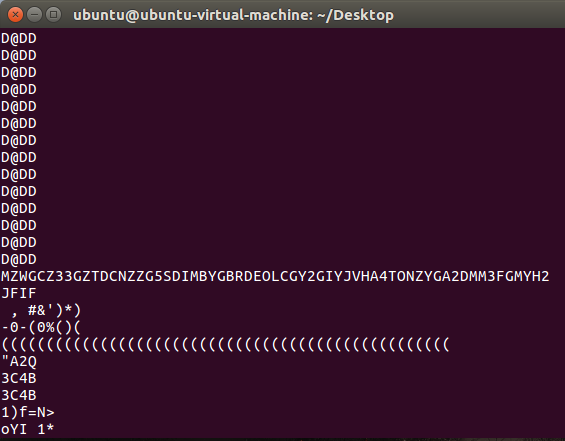 ubuntu@ubuntu-virtual-machine: ~/Desktop
D@DD
D@DD
D@DD
D@DD
D@DD
D@DD
D@DD
D@DD
D@DD
D@DD
D@DD
D@DD
D@DD
D@DD
MZWGCZ33GZTDCNZZG5SDIMBYGBRDEOLCGY2GIYJVHA4TONZYGA2DMM3FGMYH2
JFIF
 , #&')*)
-0-(0%()(
((((((((((((((((((((((((((((((((((((((((((((((((((
"A2Q
3C4B
3C4B
1)f=N>
oYI 1*